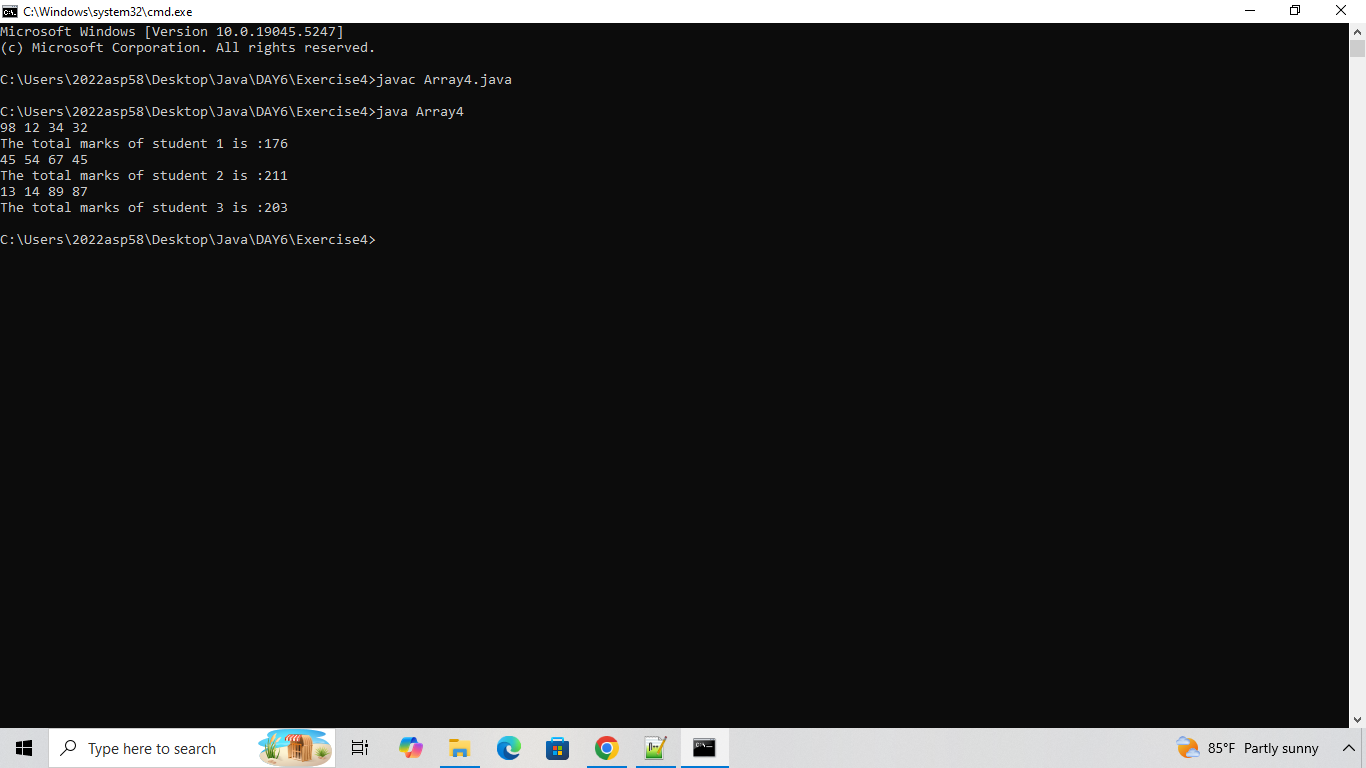 C:\Windows\system32\cmd.exe
Microsoft Windows [Version 10.0.19045.5247]
(c) Microsoft Corporation. All rights reserved.
C:\Users\2022asp58\Desktop\Java\DAY6\Exercise4>javac Array4.java
C:\Users\2022asp58\Desktop\Java\DAY6\Exercise4>java Array4
98 12 34 32
The total marks of student 1 is :176
45 54 67 45
The total marks of student 2 is :211
13 14 89 87
The total marks of student 3 is :203
C:\Users\2022asp58\Desktop\Java\DAY6\Exercise4>
Type here to search
85°F Partly sunny